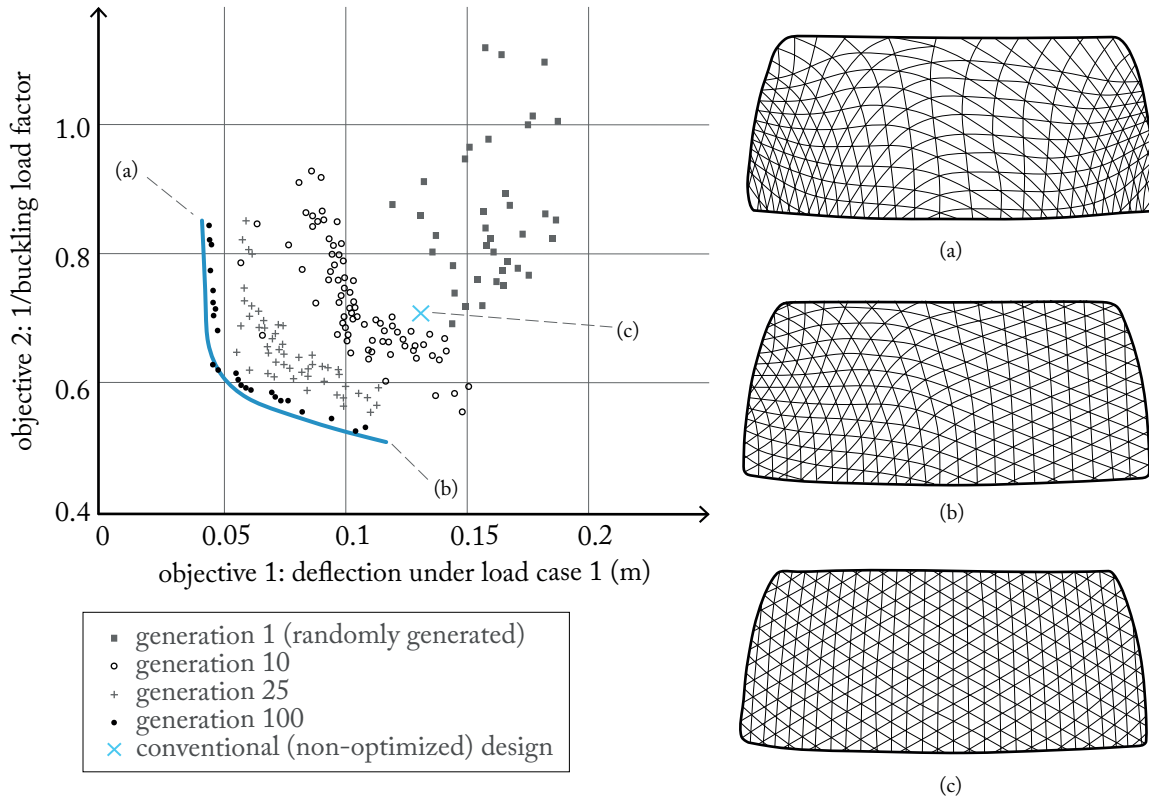 objective 2: 1/buckling load factor
1.0
0.8
0.6
0.4
0
0.05
0.1
0.15
0.2
objective 1: deflection under load case 1 (m)
(a)
(b)
(c)
generation 1 (randomly generated)
generation 10
generation 25
generation 100
conventional (non-optimized) design
(a)
(b)
(c)